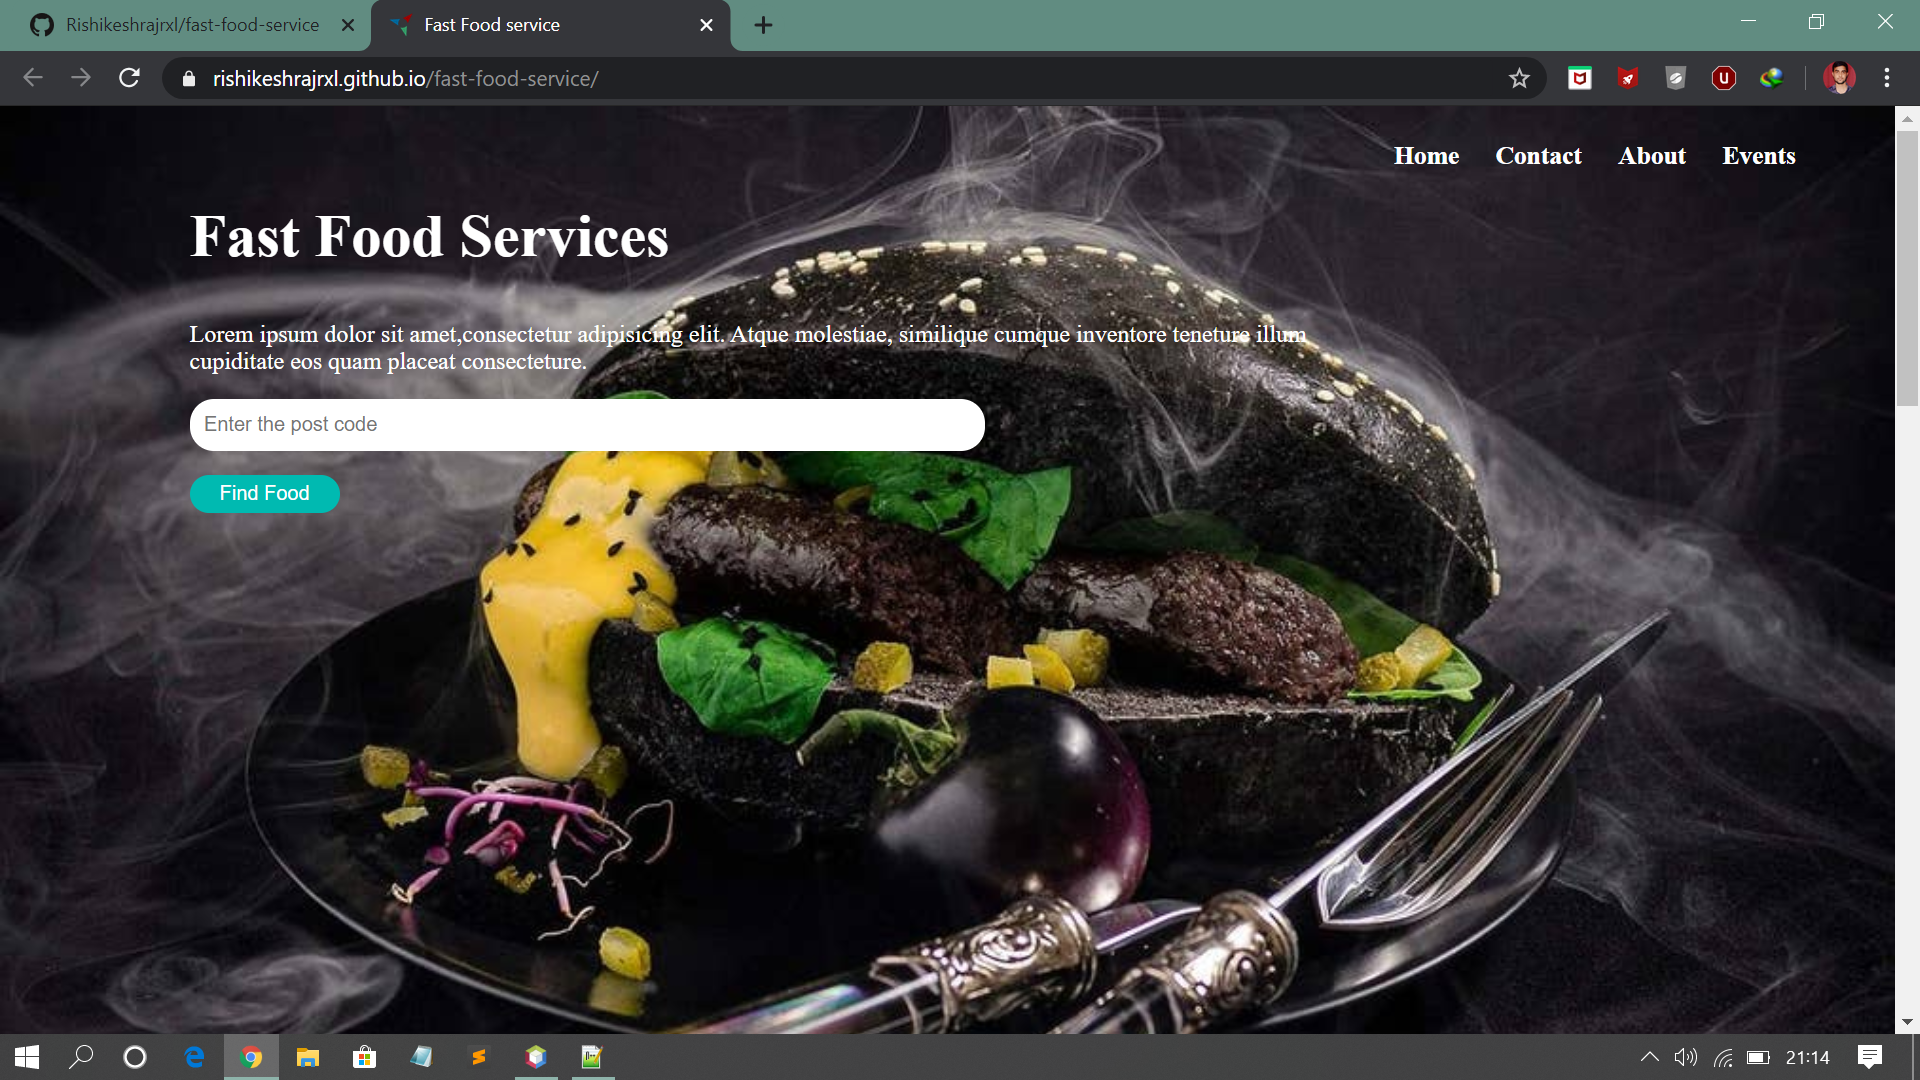 Rishikeshrajrxl/fast-food-service
Fast Food service
rishikeshrajrxl.github.io/fast-food-service/
Home Contact About Events
Fast Food Services
Lorem ipsum dolor sit amet,consectetur adipisicing elit. Atque molestiae, similique cumque inventore teneture illum
cupiditate eos quam placeat consecteture.
Enter the post code
Find Food
21:14